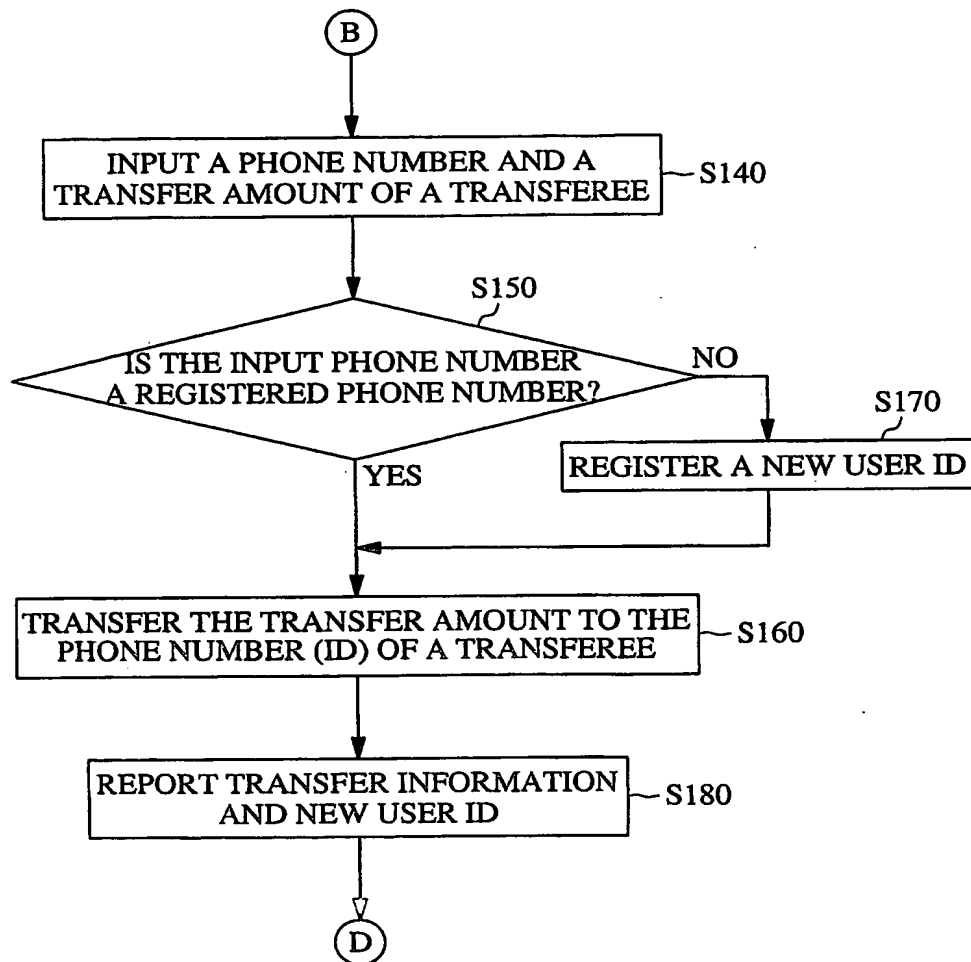 B
INPUT A PHONE NUMBER AND A
TRANSFER AMOUNT OF A TRANSFEREE
S140
S150
IS THE INPUT PHONE NUMBER
A REGISTERED PHONE NUMBER?
NO
YES
S170
REGISTER A NEW USER ID
TRANSFER THE TRANSFER AMOUNT TO THE
PHONE NUMBER (ID) OF A TRANSFEREE
S160
REPORT TRANSFER INFORMATION
AND NEW USER ID
S180
D